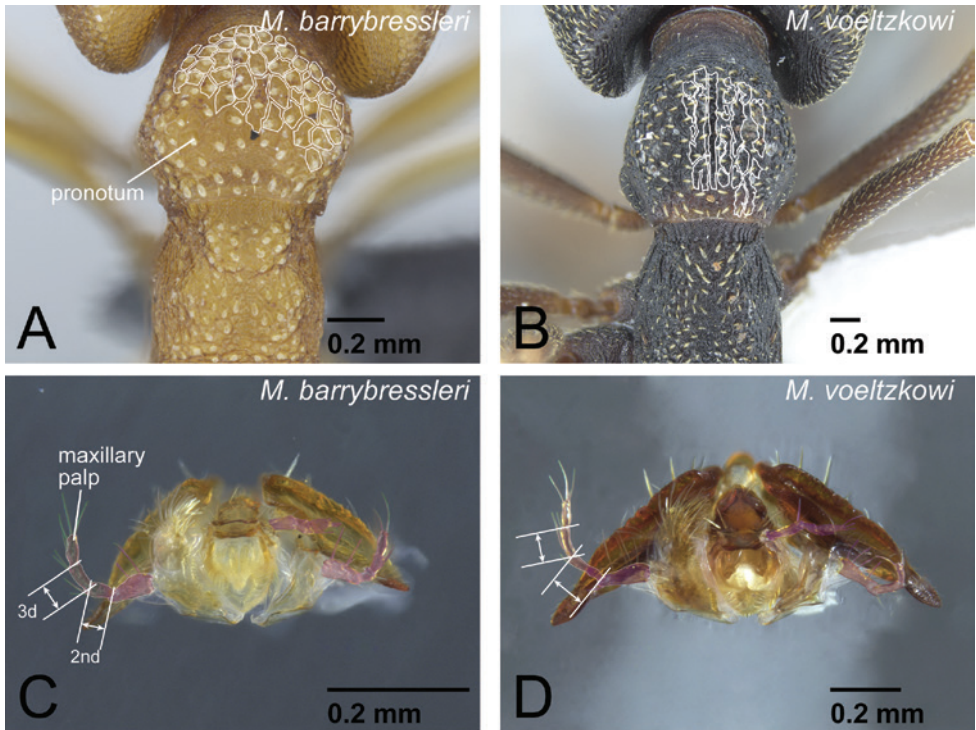 M. barrybressleri
pronotum
A
0.2 mm
M. voeltzkowi
B
0.2 mm
M. barrybressleri
maxillary
palp
3d
2nd
C
0.2 mm
M. voeltzkowi
D
0.2 mm